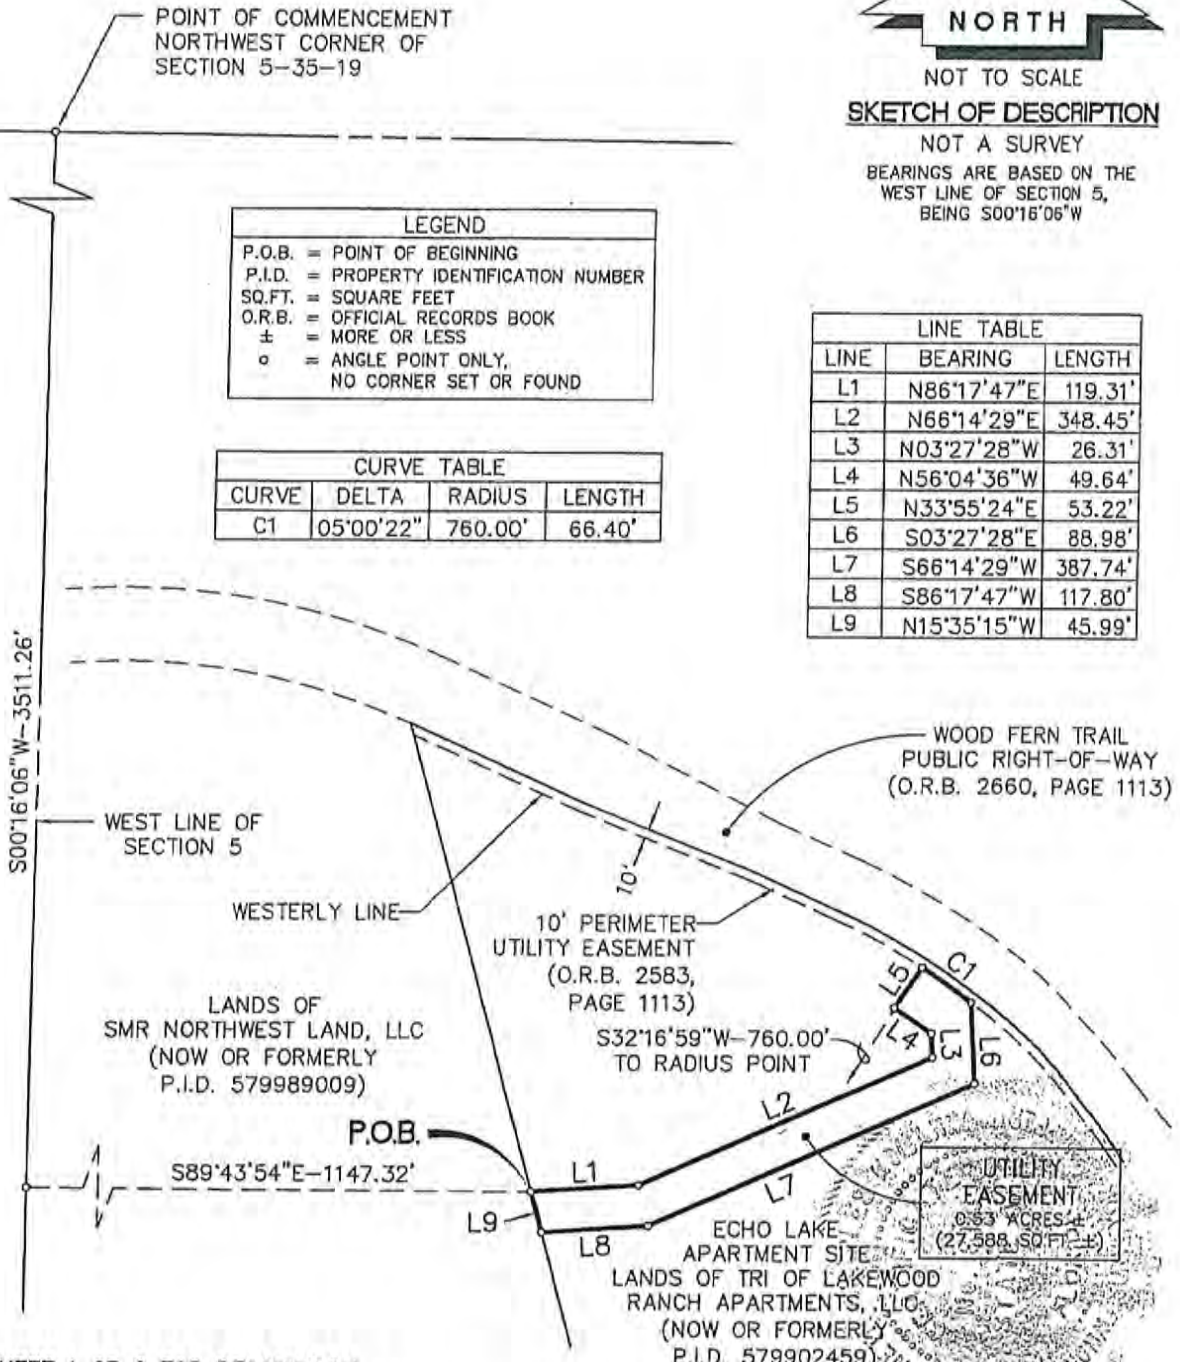 POINT OF COMMENCEMENT
NORTHWEST CORNER OF
SECTION 5-35-19
NORTH
NOT TO SCALE
SKETCH OF DESCRIPTION
NOT A SURVEY
BEARINGS ARE BASED ON THE
WEST LINE OF SECTION 5,
BEING S00°16'06"W
LEGEND
P.O.B. = POINT OF BEGINNING
P.I.D. = PROPERTY IDENTIFICATION NUMBER
SQ.FT. = SQUARE FEET
O.R.B. = OFFICIAL RECORDS BOOK
± = MORE OR LESS
o = ANGLE POINT ONLY,
NO CORNER SET OR FOUND
LINE TABLE
LINE BEARING LENGTH
L1 N86°17'47"E 119.31'
L2 N66°14'29"E 348.45'
L3 N03°27'28"W 26.31'
L4 N56°04'36"W 49.64'
L5 N33°55'24"E 53.22'
L6 S03°27'28"E 88.98'
L7 S66°14'29"W 387.74'
L8 S86°17'47"W 117.80'
L9 N15°35'15"W 45.99'
CURVE TABLE
CURVE DELTA RADIUS LENGTH
C1 05°00'22" 760.00' 66.40'
S00°16'06"W-3511.26'
WEST LINE OF
SECTION 5
WOOD FERN TRAIL
PUBLIC RIGHT-OF-WAY
(O.R.B. 2660, PAGE 1113)
WESTERLY LINE
10'
10' PERIMETER
UTILITY EASEMENT
(O.R.B. 2583,
PAGE 1113)
LANDS OF
SMR NORTHWEST LAND, LLC
(NOW OR FORMERLY
P.I.D. 579989009)
S32°16'59"W-760.00'
TO RADIUS POINT
C1
L5
L4
L3
L6
L2
P.O.B.
S89°43'54"E-1147.32'
L1
L7
L9
L8
UTILITY
EASEMENT
0.53 ACRES±
(27,588 SQ.FT.±)
ECHO LAKE
APARTMENT SITE
LANDS OF TRI OF LAKEWOOD
RANCH APARTMENTS, LLC
(NOW OR FORMERLY
P.I.D. 579902459)